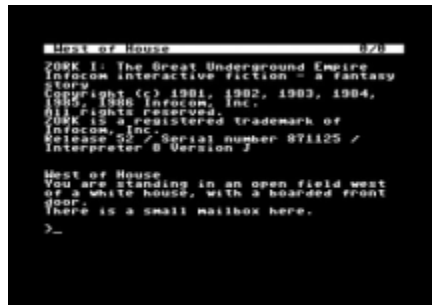 West of House 0/0
ZORK I: The Great Underground Empire
Infocom interactive fiction - a fantasy
story
Copyright (c) 1981, 1982, 1983, 1984,
1985, 1986 Infocom, Inc.
All rights reserved.
ZORK is a registered trademark of
Infocom, Inc.
Release 52 / Serial number 871125 /
Interpreter 8 Version J
West of House
You are standing in an open field west
of a white house, with a boarded front
door.
There is a small mailbox here.
>_